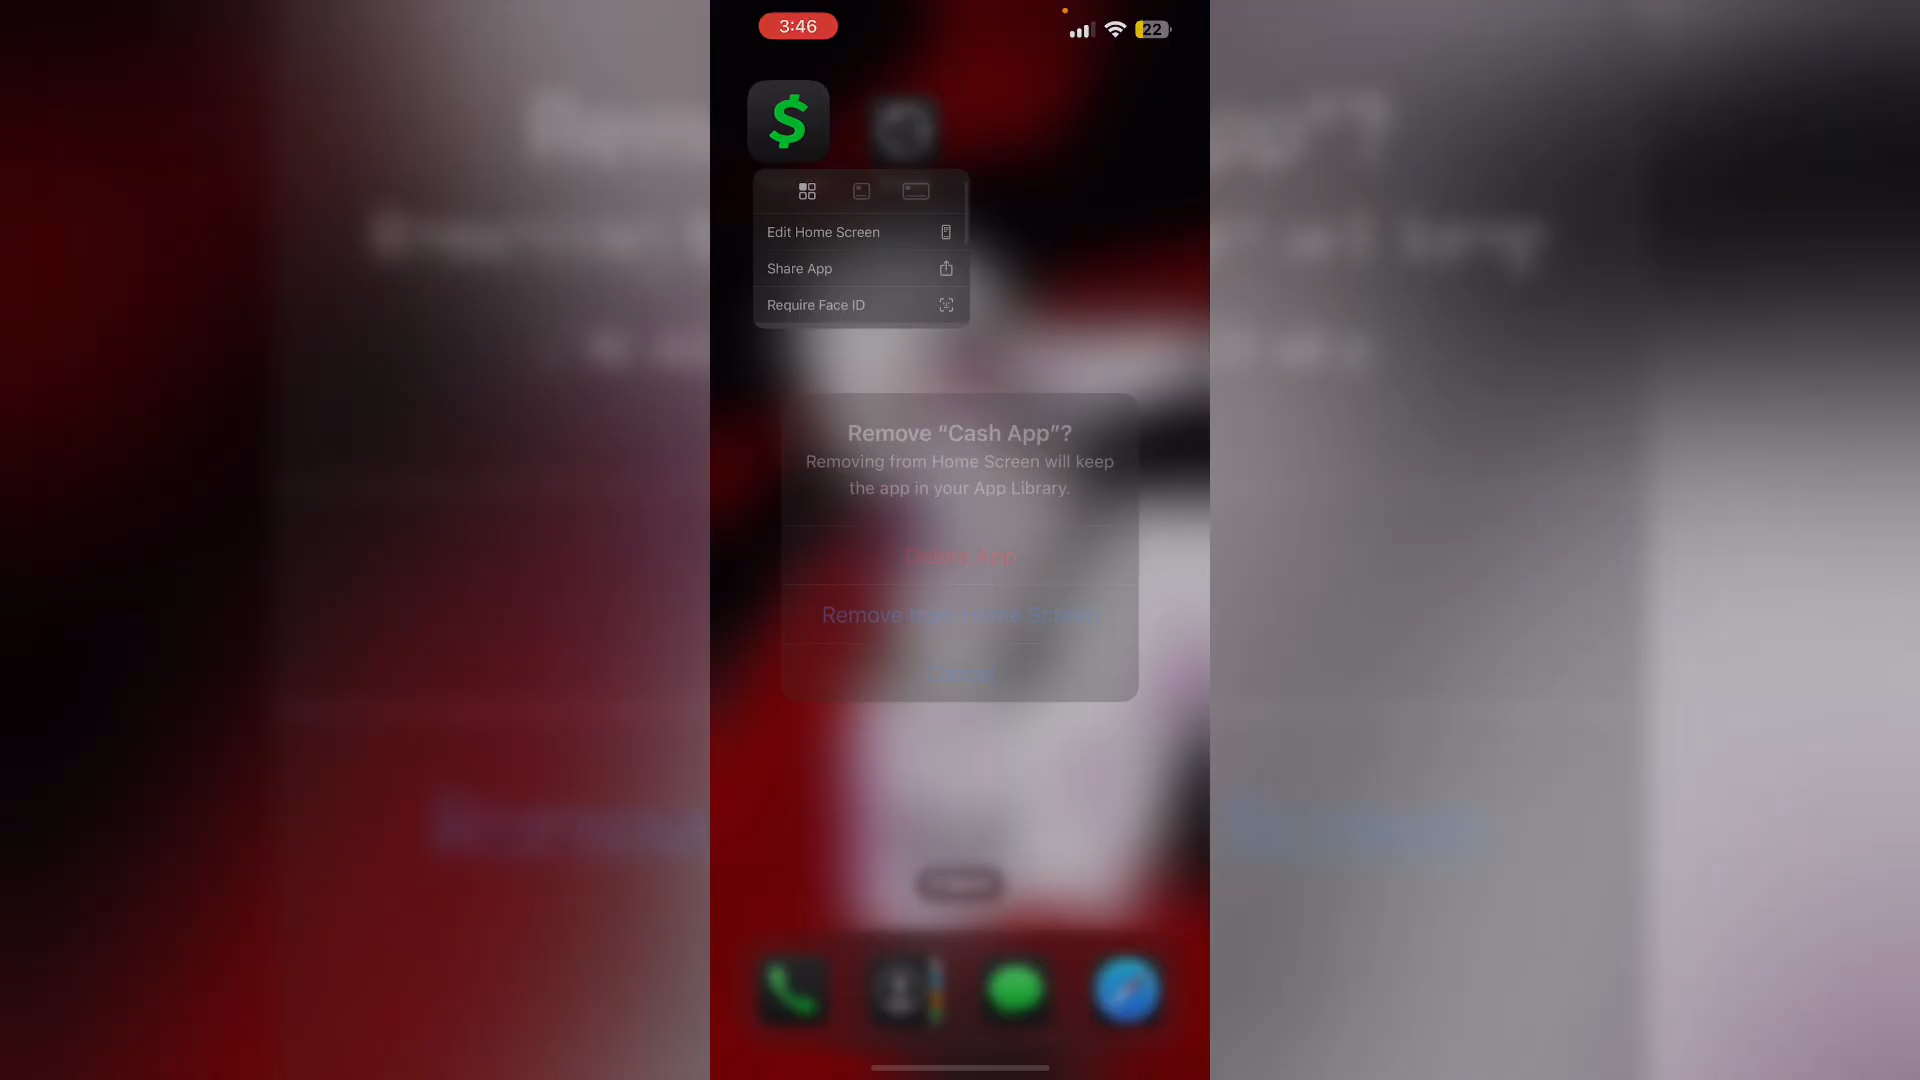 3:46
22
$
Edit Home Screen
Share App
Require Face ID
Remove “Cash App”?
Removing from Home Screen will keep
the app in your App Library.
Delete App
Remove from Home Screen
Cancel